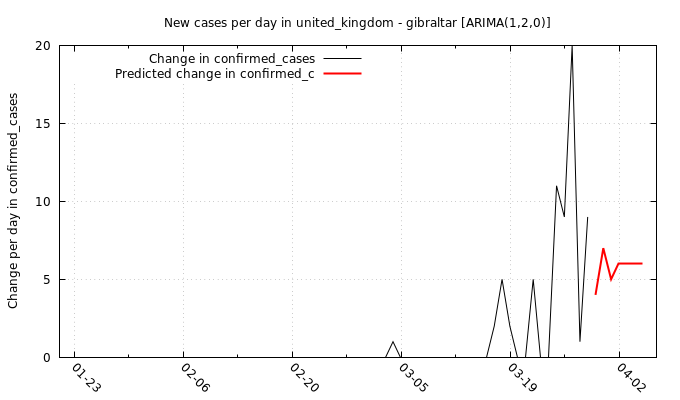 New cases per day in united_kingdom - gibraltar [ARIMA(1,2,0)]
Change in confirmed_cases
Predicted change in confirmed_c
Change per day in confirmed_cases
20
15
10
5
0
01-23
02-06
02-20
03-05
03-19
04-02